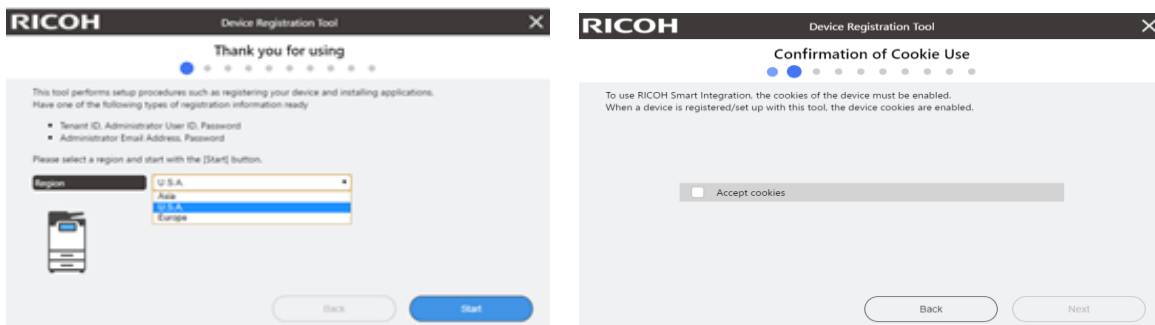 RICOH
Device Registration Tool
Thank you for using
This tool performs setup procedures such as registering your device and installing applications.
Have one of the following types of registration information ready
Tenant ID, Administrator User ID, Password
Administrator Email Address, Password
Please select a region and start with the [Start] button.
Region
U.S.A.
Asia
U.S.A.
Europe
Back
Start
RICOH
Device Registration Tool
Confirmation of Cookie Use
To use RICOH Smart Integration, the cookies of the device must be enabled.
When a device is registered/set up with this tool, the device cookies are enabled.
Accept cookies
Back
Next